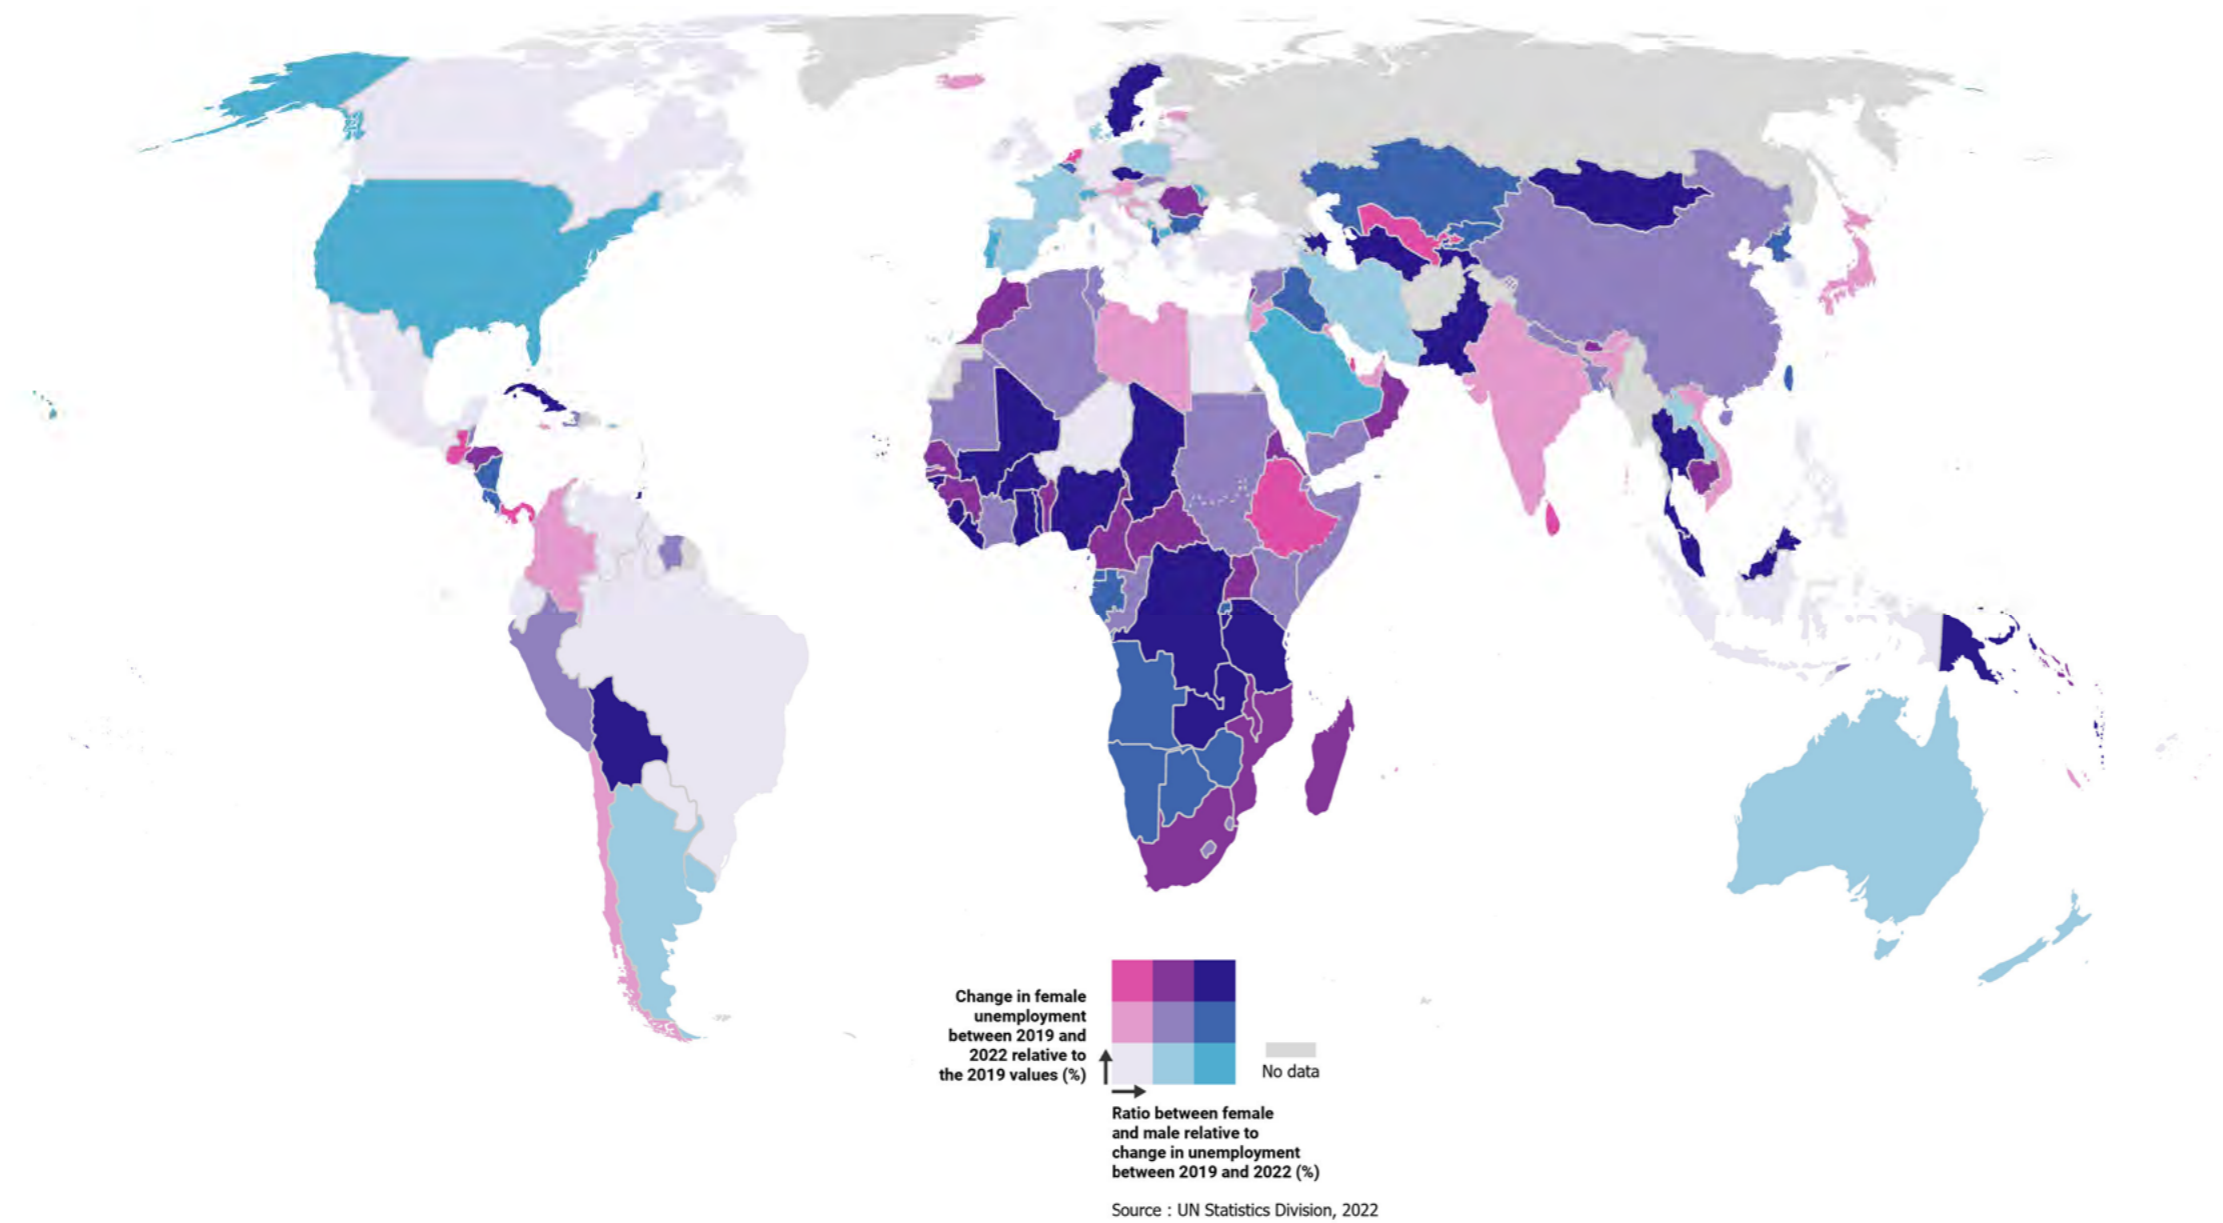 Change in female
unemployment
between 2019 and
2022 relative to
the 2019 values (%)
No data
Ratio between female
and male relative to
change in unemployment
between 2019 and 2022 (%)
Source : UN Statistics Division, 2022